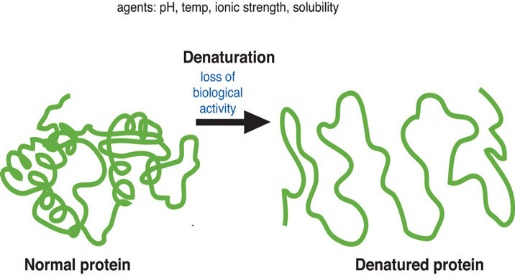 agents: pH, temp, ionic strength, solubility
Denaturation
loss of
biological
activity
Normal protein
Denatured protein